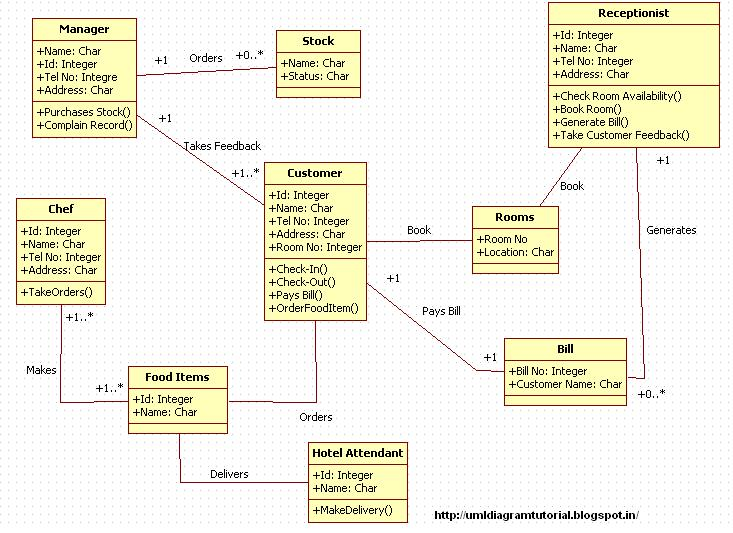 Manager
+Name: Char
+Id: Integer
+Tel No: Integre
+Address: Char
+Purchases Stock()
+Complain Record()
+1
Orders
+0..*
Stock
+Name: Char
+Status: Char
Receptionist
+Id: Integer
+Name: Char
+Tel No: Integer
+Address: Char
+Check Room Availability()
+Book Room()
+Generate Bill()
+Take Customer Feedback()
+1
Takes Feedback
+1..*
Customer
+Id: Integer
+Name: Char
+Tel No: Integer
+Address: Char
+Room No: Integer
+Check-In()
+Check-Out()
+Pays Bill()
+OrderFoodItem()
Book
Rooms
+Room No
+Location: Char
Book
+1
Generates
+0..*
Chef
+Id: Integer
+Name: Char
+Tel No: Integer
+Address: Char
+TakeOrders()
+1..*
Makes
+1..*
+1
Pays Bill
+1
Bill
+Bill No: Integer
+Customer Name: Char
Food Items
+Id: Integer
+Name: Char
Orders
Delivers
Hotel Attendant
+Id: Integer
+Name: Char
+MakeDelivery()
http://umldiagramtutorial.blogspot.in/